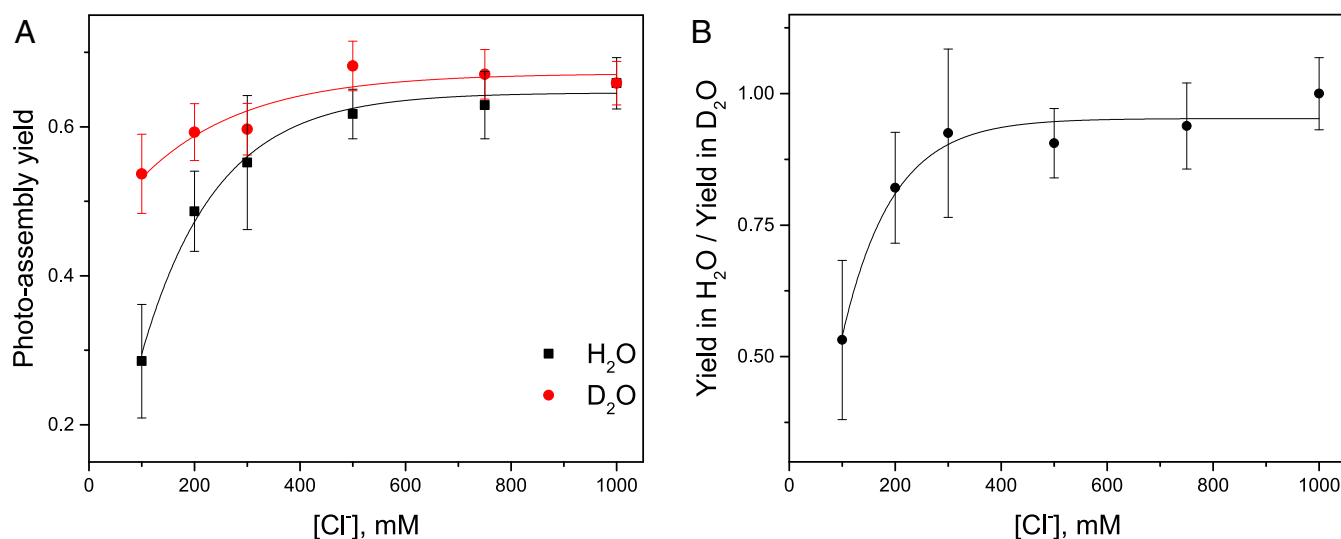 A
Photo-assembly yield
0.6
0.4
0.2
H₂O
D₂O
0 200 400 600 800 1000
[Cl⁻], mM
B
Yield in H₂O / Yield in D₂O
1.00
0.75
0.50
0 200 400 600 800 1000
[Cl⁻], mM